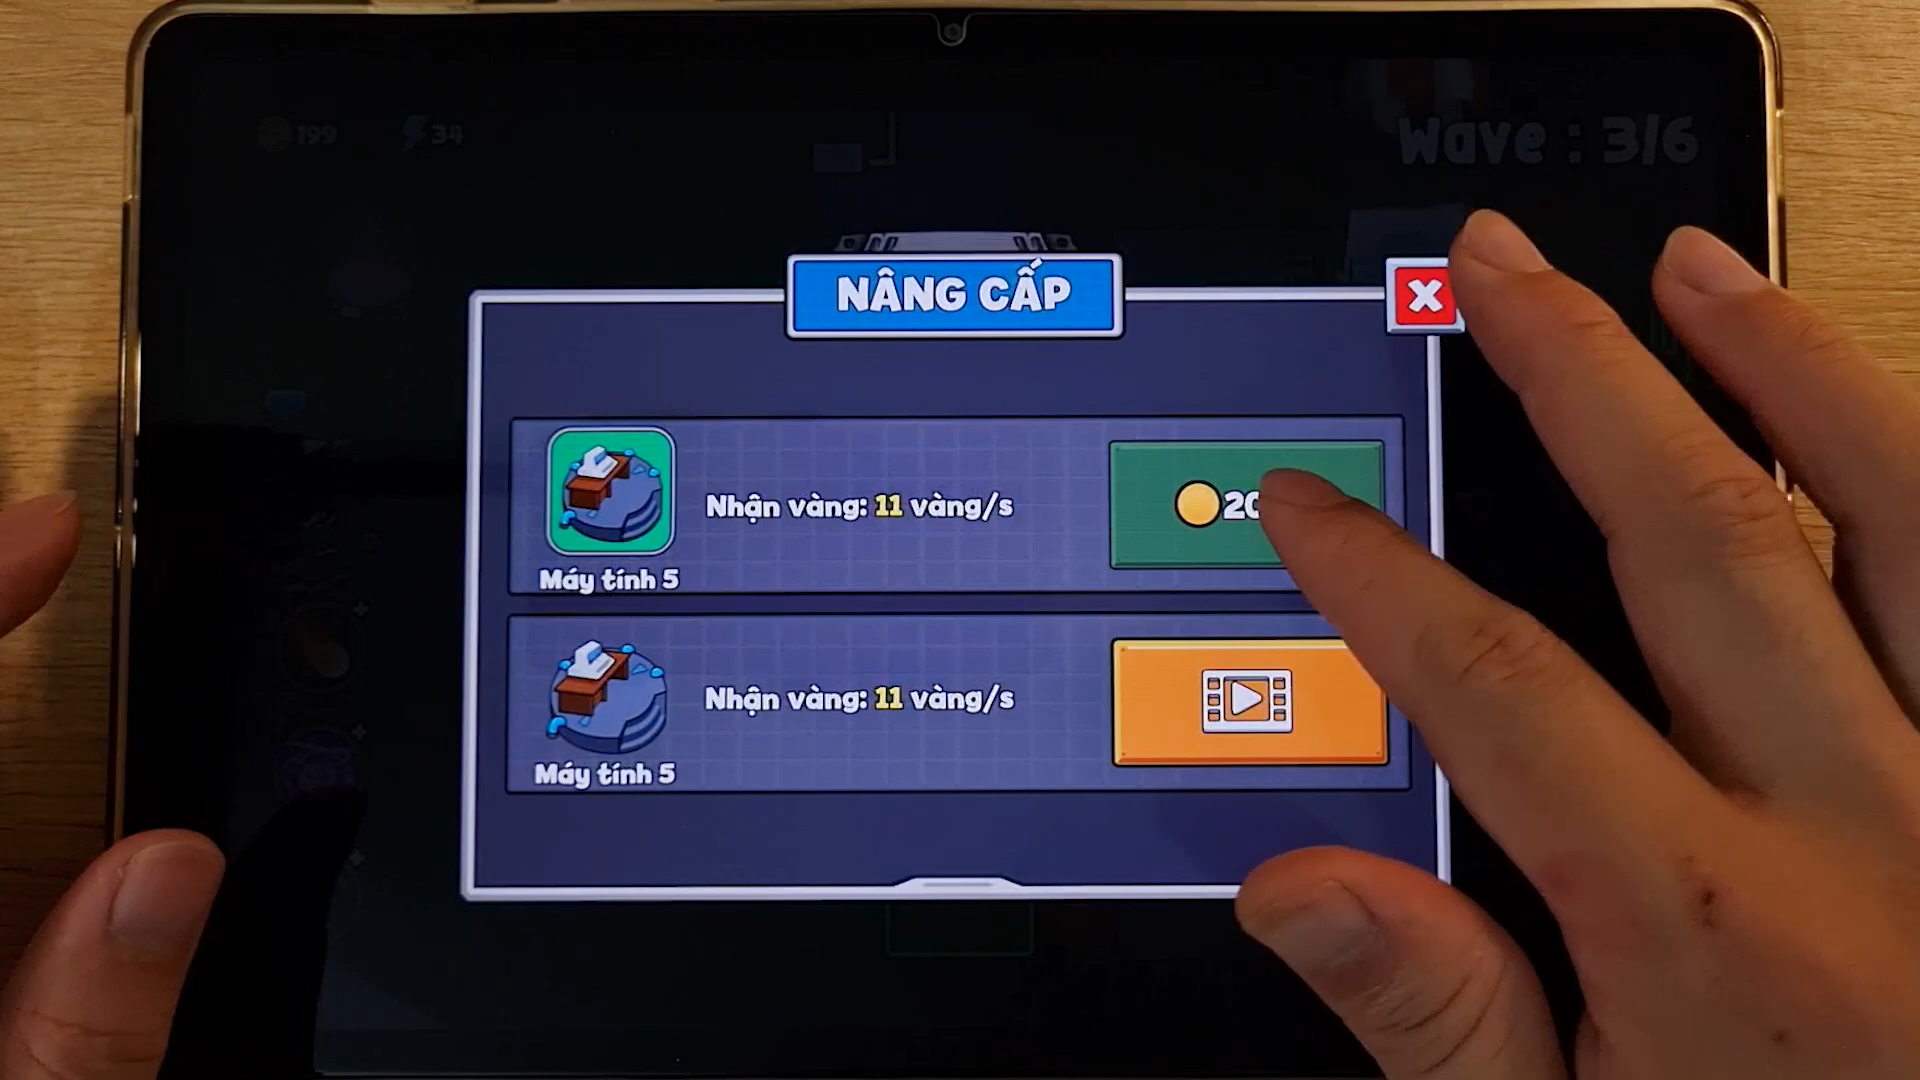 199
34
Wave : 3/6
NÂNG CẤP
Nhận vàng: 11 vàng/s
Máy tính 5
Nhận vàng: 11 vàng/s
Máy tính 5